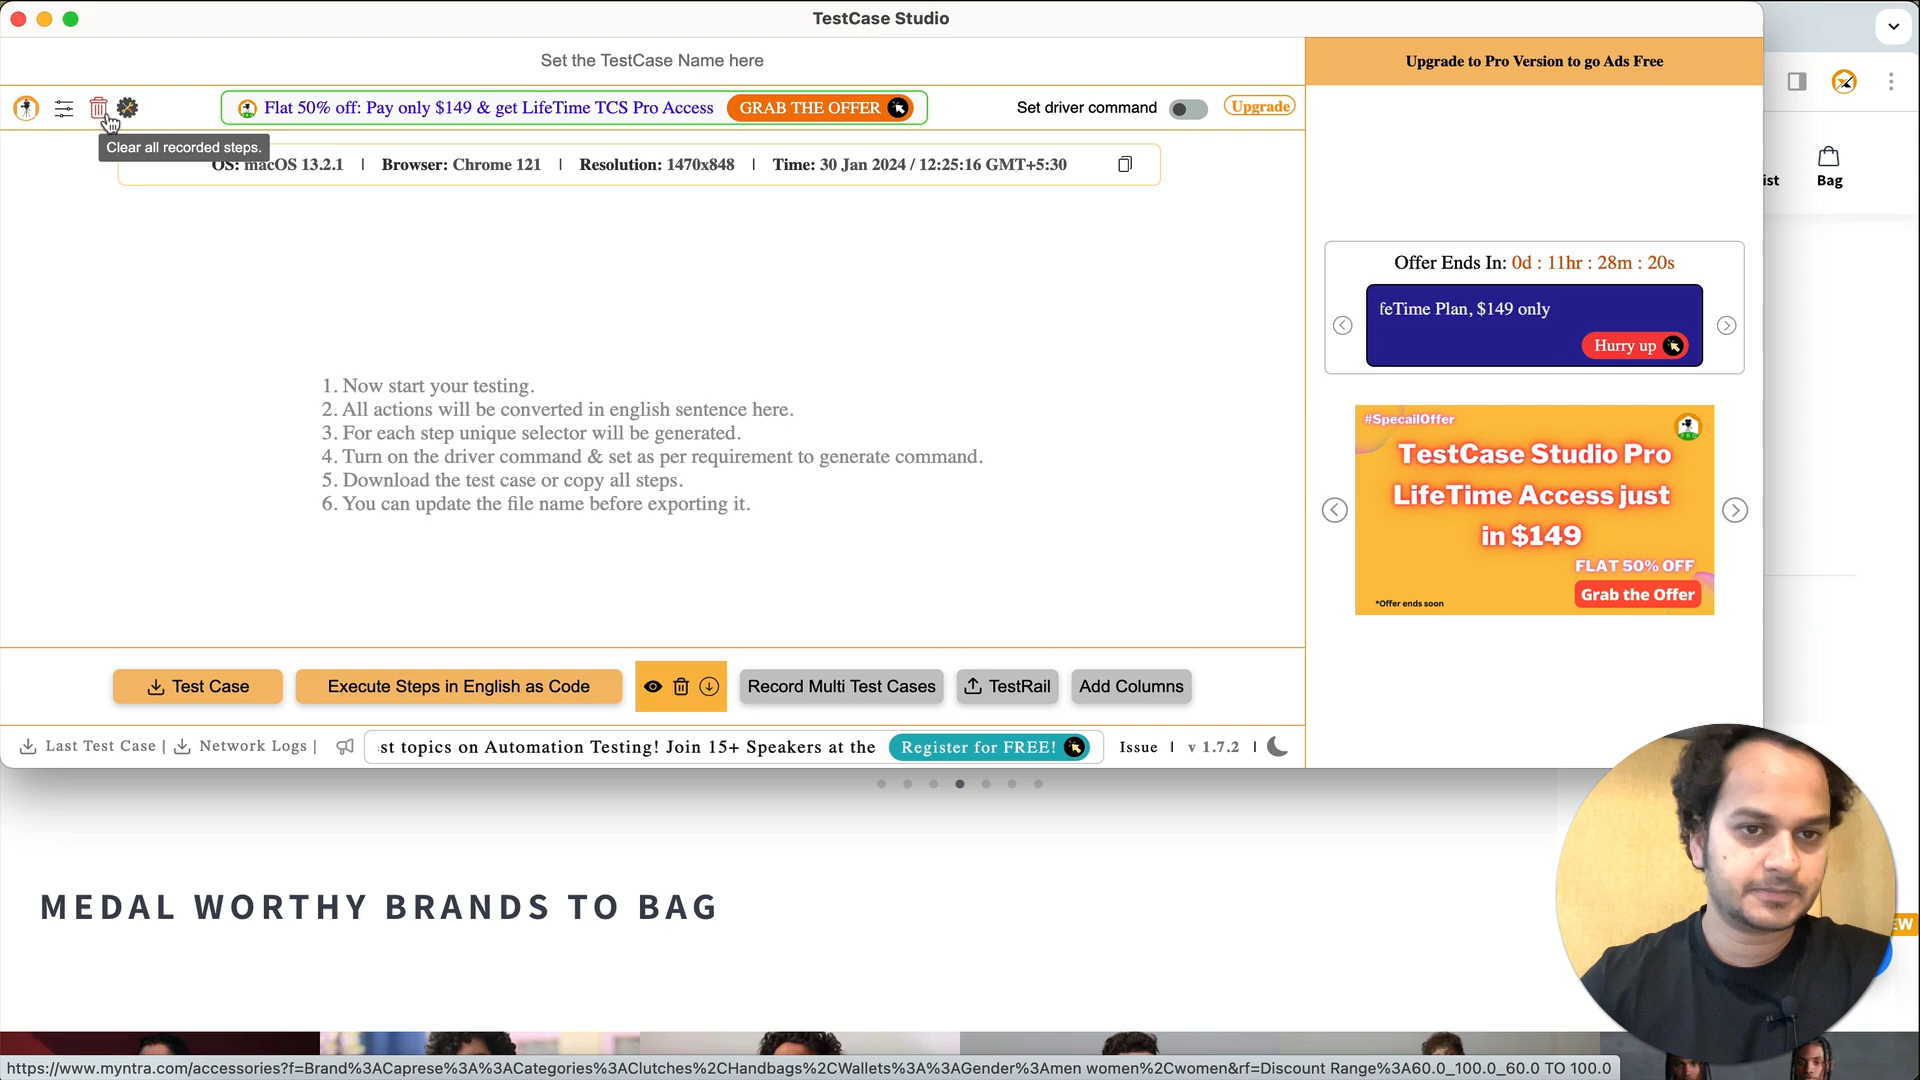 TestCase Studio
Set the TestCase Name here
Upgrade to Pro Version to go Ads Free
Flat 50% off: Pay only $149 & get LifeTime TCS Pro Access
GRAB THE OFFER
Set driver command
Upgrade
Clear all recorded steps.
OS: macOS 13.2.1 | Browser: Chrome 121 | Resolution: 1470x848 | Time: 30 Jan 2024 / 12:25:16 GMT+5:30
ist
Bag
Offer Ends In: 0d : 11hr : 28m : 20s
feTime Plan, $149 only
Hurry up
1. Now start your testing.
2. All actions will be converted in english sentence here.
3. For each step unique selector will be generated.
4. Turn on the driver command & set as per requirement to generate command.
5. Download the test case or copy all steps.
6. You can update the file name before exporting it.
#SpecailOffer
PRO
TestCase Studio Pro
LifeTime Access just
in $149
FLAT 50% OFF
Grab the Offer
*Offer ends soon
Test Case
Execute Steps in English as Code
Record Multi Test Cases
TestRail
Add Columns
Last Test Case |
Network Logs |
st topics on Automation Testing! Join 15+ Speakers at the
Register for FREE!
Issue | v 1.7.2 |
MEDAL WORTHY BRANDS TO BAG
EW
https://www.myntra.com/accessories?f=Brand%3ACaprese%3A%3ACategories%3AClutches%2CHandbags%2CWallets%3A%3AGender%3Amen women%2Cwomen&rf=Discount Range%3A60.0_100.0_60.0 TO 100.0